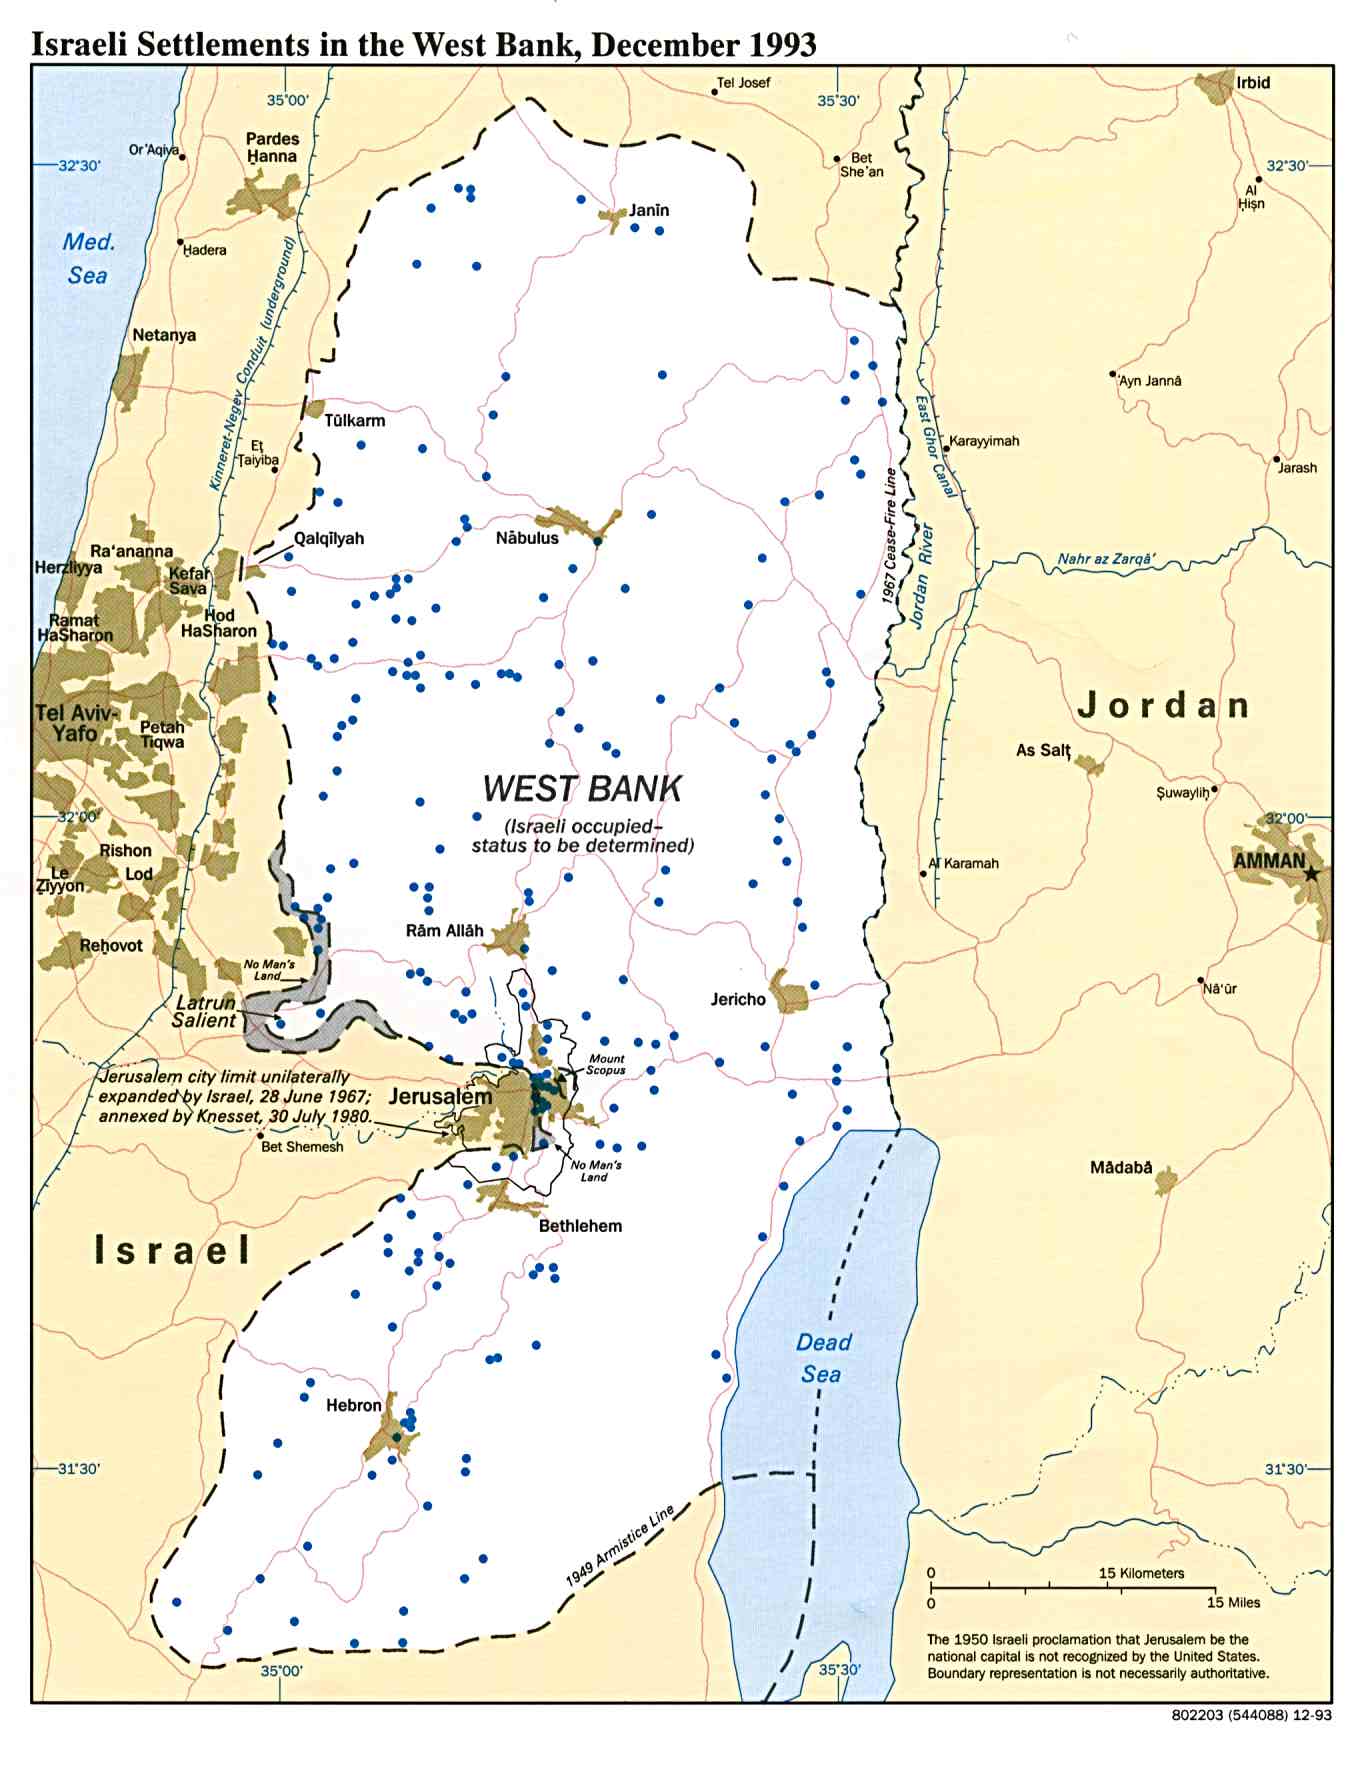 Israeli Settlements in the West Bank, December 1993
35°00'
35°30'
Tel Josef
Irbid
Or'Aqiva
Pardes
Ḥanna
32°30'
Bet
She'an
32°30'
Al
Ḥiṣn
Janīn
Med.
Sea
Ḥadera
Kinneret-Negev Conduit (underground)
Netanya
'Ayn Jannā
East Ghor Canal
Tūlkarm
Eṭ
Ṭaiyiba
Karayyimah
Jarash
1967 Cease-Fire Line
Jordan River
Qalqīlyah
Nābulus
Ra'ananna
Herzliyya
Kefar
Sava
Nahr az Zarqā'
Ramat
HaSharon
Hod
HaSharon
Tel Aviv-
Yafo
Petaḥ
Tiqwa
Jordan
As Salṭ
Ṣuwayliḥ
WEST BANK
(Israeli occupied–
status to be determined)
32°00'
32°00'
Rishon
Le
Ẓiyyon
Lod
Al Karamah
AMMAN
Rām Allāh
Reḥovot
No Man's
Land
Latrun
Salient
Jericho
Nā'ūr
Mount
Scopus
Jerusalem city limit unilaterally
expanded by Israel, 28 June 1967;
annexed by Knesset, 30 July 1980.
Jerusalem
Bet Shemesh
No Man's
Land
Mādabā
Bethlehem
Israel
Dead
Sea
Hebron
31°30'
31°30'
1949 Armistice Line
0
15 Kilometers
0
15 Miles
The 1950 Israeli proclamation that Jerusalem be the
national capital is not recognized by the United States.
Boundary representation is not necessarily authoritative.
35°00'
35°30'
802203 (544088) 12-93